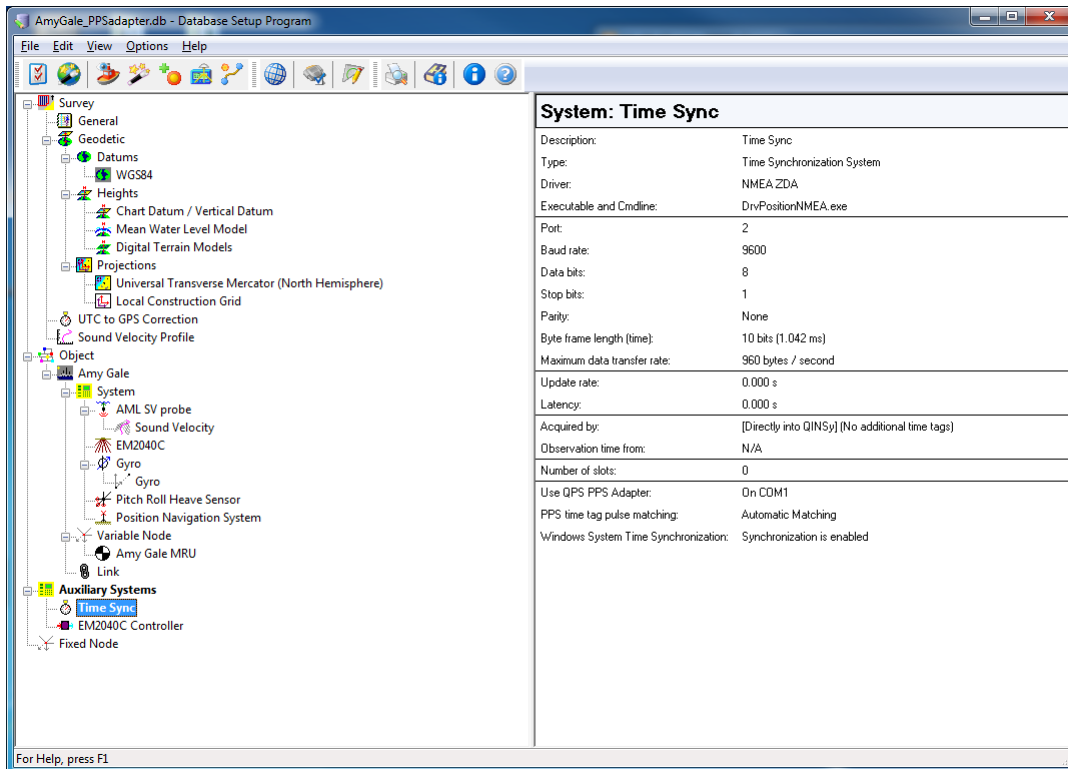 AmyGale_PPSadapter.db - Database Setup Program
File Edit View Options Help
Survey
General
Geodetic
Datums
WGS84
Heights
Chart Datum / Vertical Datum
Mean Water Level Model
Digital Terrain Models
Projections
Universal Transverse Mercator (North Hemisphere)
Local Construction Grid
UTC to GPS Correction
Sound Velocity Profile
Object
Amy Gale
System
AML SV probe
Sound Velocity
EM2040C
Gyro
Gyro
Pitch Roll Heave Sensor
Position Navigation System
Variable Node
Amy Gale MRU
Link
Auxiliary Systems
Time Sync
EM2040C Controller
Fixed Node
System: Time Sync
Description: Time Sync
Type: Time Synchronization System
Driver: NMEA ZDA
Executable and Cmdline: DrvPositionNMEA.exe
Port: 2
Baud rate: 9600
Data bits: 8
Stop bits: 1
Parity: None
Byte frame length (time): 10 bits (1.042 ms)
Maximum data transfer rate: 960 bytes / second
Update rate: 0.000 s
Latency: 0.000 s
Acquired by: [Directly into QINSy] (No additional time tags)
Observation time from: N/A
Number of slots: 0
Use QPS PPS Adapter: On COM1
PPS time tag pulse matching: Automatic Matching
Windows System Time Synchronization: Synchronization is enabled
For Help, press F1